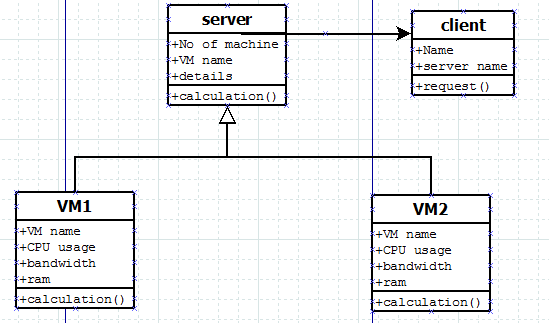 server
+No of machine
+VM name
+details
+calculation()
client
+Name
+server name
+request()
VM1
+VM name
+CPU usage
+bandwidth
+ram
+calculation()
VM2
+VM name
+CPU usage
+bandwidth
+ram
+calculation()